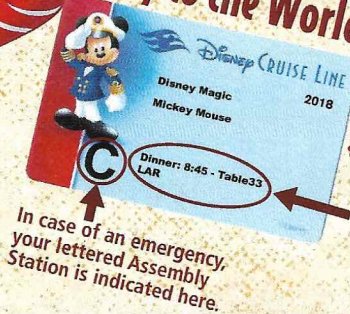 to the World
Disney CRUISE LINE
Disney Magic 2018
Mickey Mouse
C
Dinner: 8:45 - Table33
LAR
In case of an emergency,
your lettered Assembly
Station is indicated here.